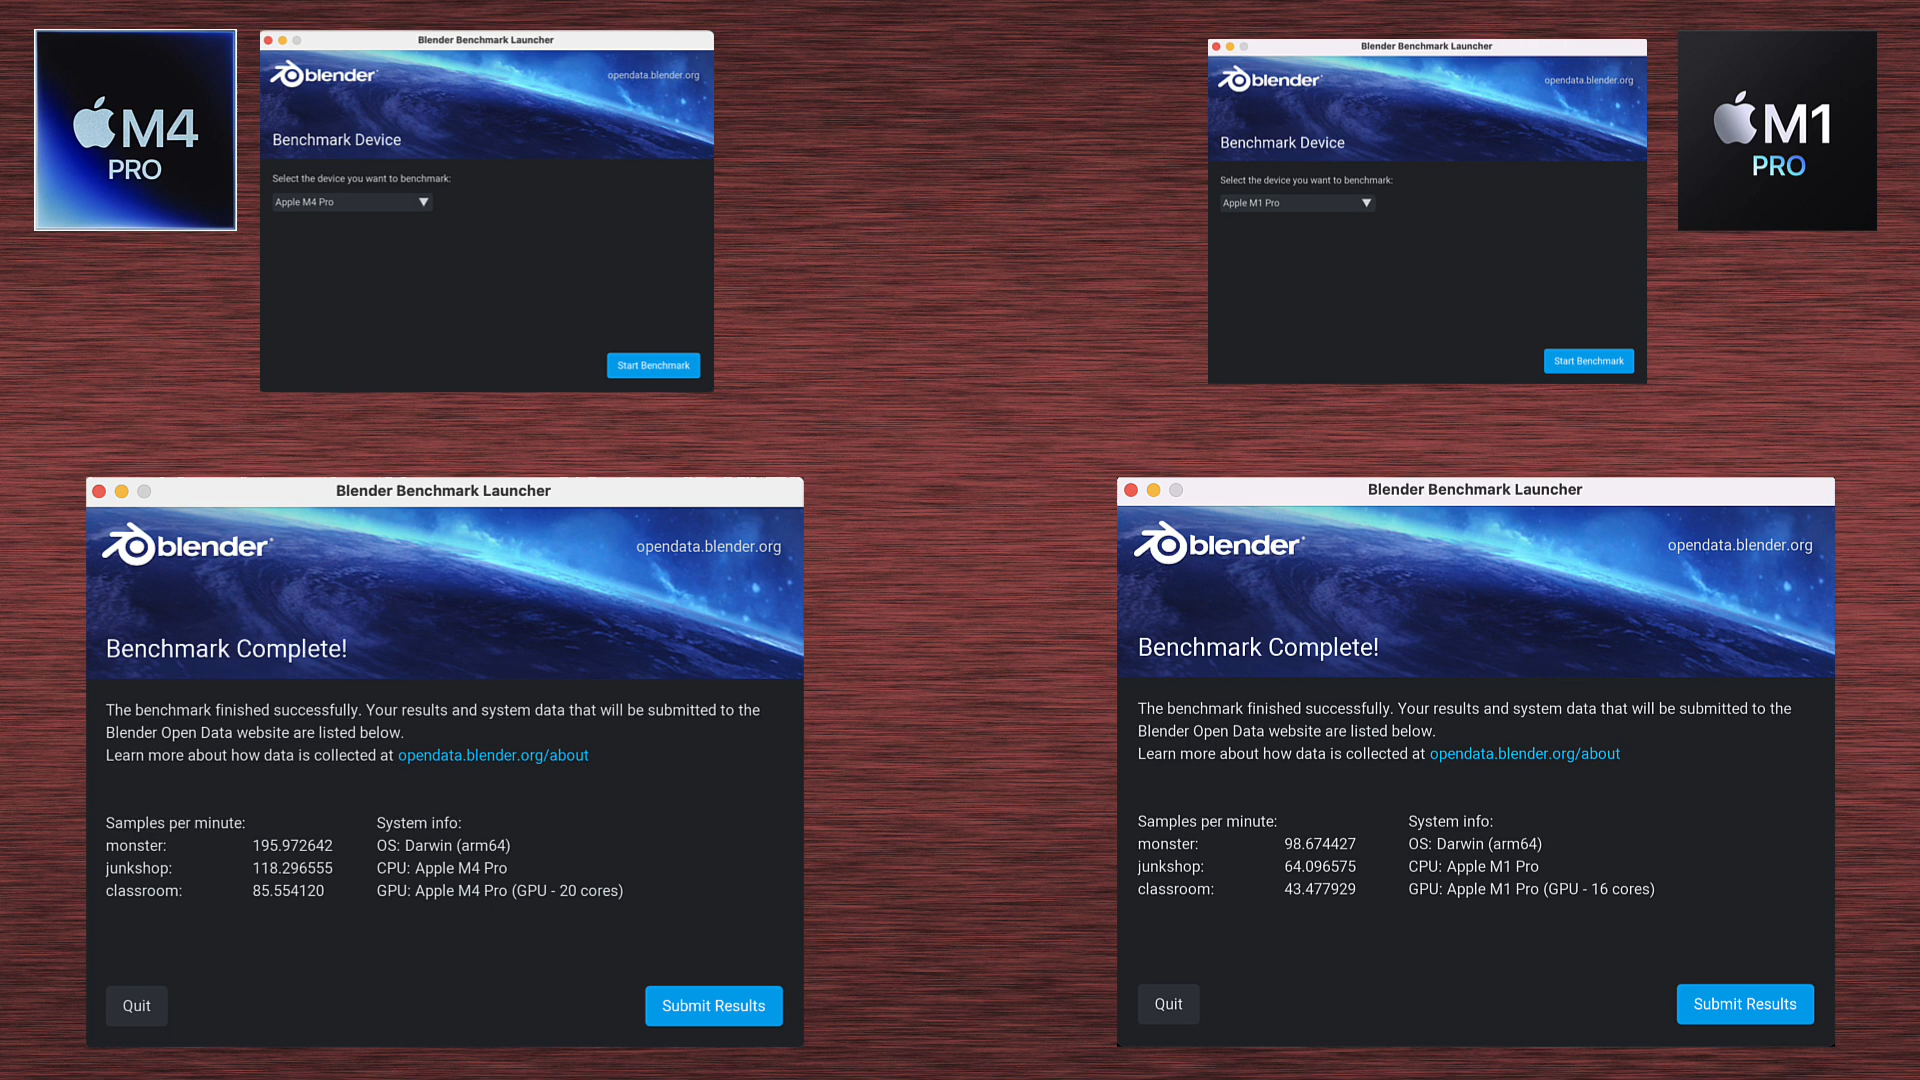 M4
PRO
Blender Benchmark Launcher
blender
opendata.blender.org
Benchmark Device
Select the device you want to benchmark:
Apple M4 Pro
Start Benchmark
Blender Benchmark Launcher
blender
opendata.blender.org
Benchmark Device
Select the device you want to benchmark:
Apple M1 Pro
Start Benchmark
M1
PRO
Blender Benchmark Launcher
blender
opendata.blender.org
Benchmark Complete!
The benchmark finished successfully. Your results and system data that will be submitted to the
Blender Open Data website are listed below.
Learn more about how data is collected at opendata.blender.org/about
Samples per minute:
monster: 195.972642
junkshop: 118.296555
classroom: 85.554120
System info:
OS: Darwin (arm64)
CPU: Apple M4 Pro
GPU: Apple M4 Pro (GPU - 20 cores)
Quit
Submit Results
Blender Benchmark Launcher
blender
opendata.blender.org
Benchmark Complete!
The benchmark finished successfully. Your results and system data that will be submitted to the
Blender Open Data website are listed below.
Learn more about how data is collected at opendata.blender.org/about
Samples per minute:
monster: 98.674427
junkshop: 64.096575
classroom: 43.477929
System info:
OS: Darwin (arm64)
CPU: Apple M1 Pro
GPU: Apple M1 Pro (GPU - 16 cores)
Quit
Submit Results